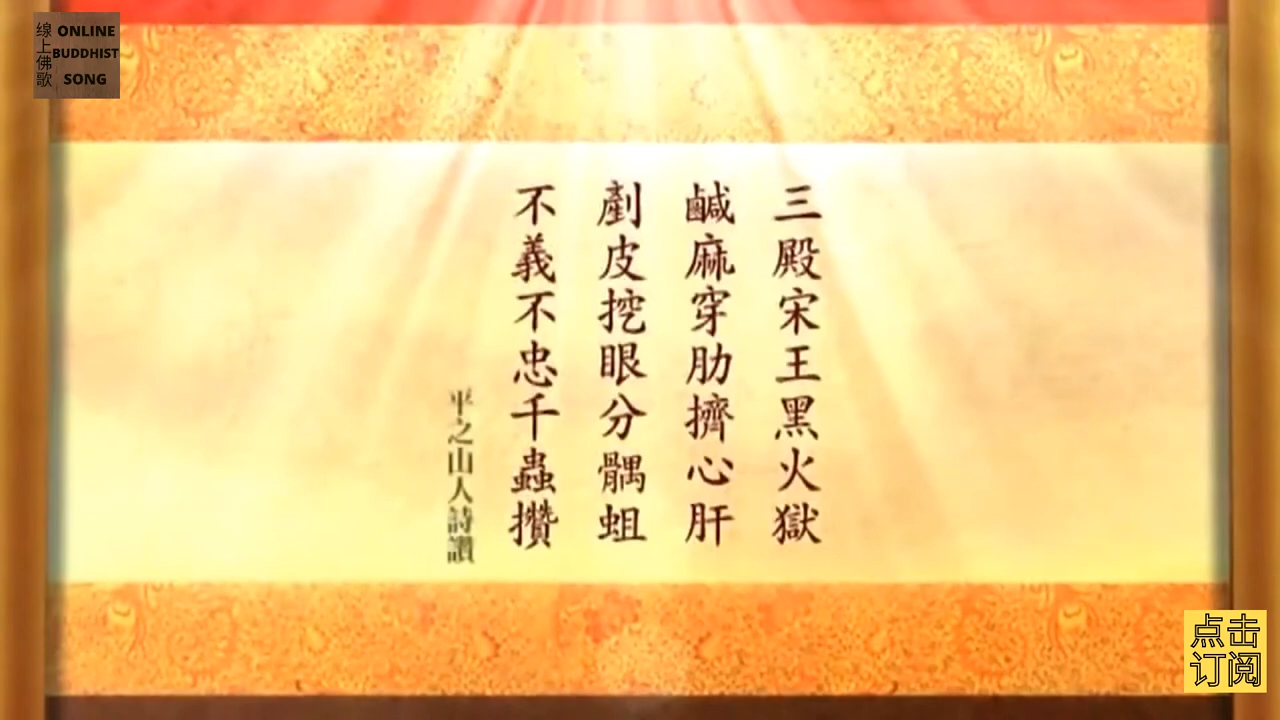 三殿宋王黑火獄
鹹麻穿肋擠心肝
剷皮挖眼分髃蛆
不義不忠千蟲攢
平之山人詩讚
线上佛歌
ONLINE
BUDDHIST
SONG
点击
订阅